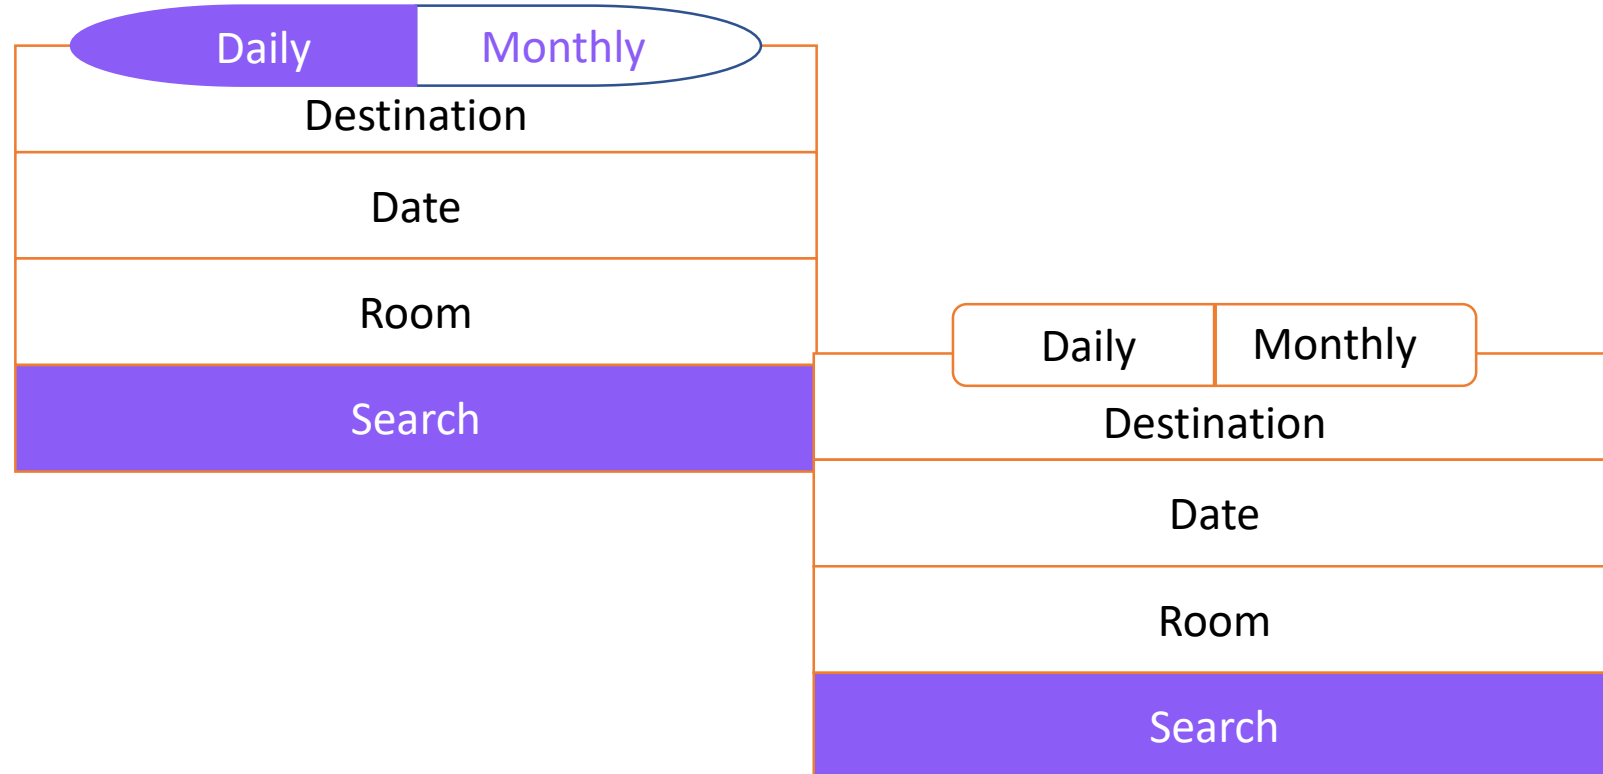 Daily Monthly
Destination
Date
Room
Search
Daily Monthly
Destination
Date
Room
Search